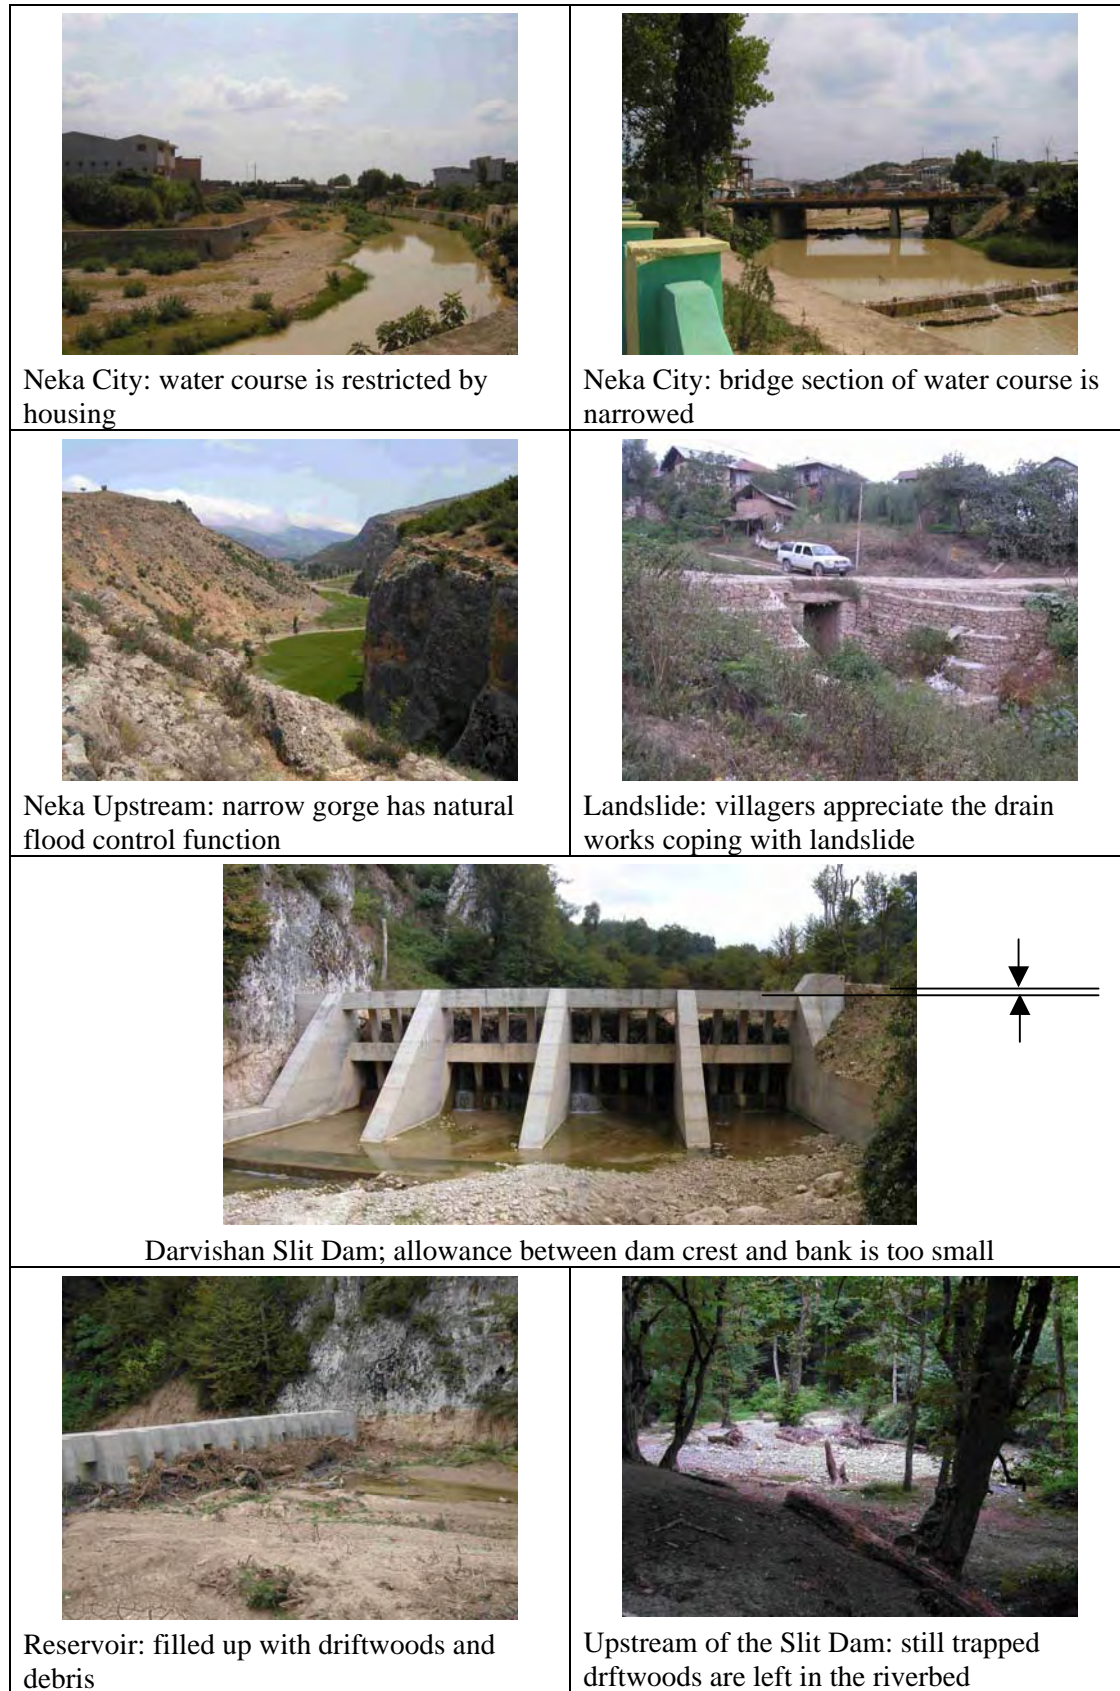 Neka City: water course is restricted by
housing
Neka City: bridge section of water course is
narrowed
Neka Upstream: narrow gorge has natural
flood control function
Landslide: villagers appreciate the drain
works coping with landslide
Darvishan Slit Dam; allowance between dam crest and bank is too small
Reservoir: filled up with driftwoods and
debris
Upstream of the Slit Dam: still trapped
drftwoods are left in the riverbed